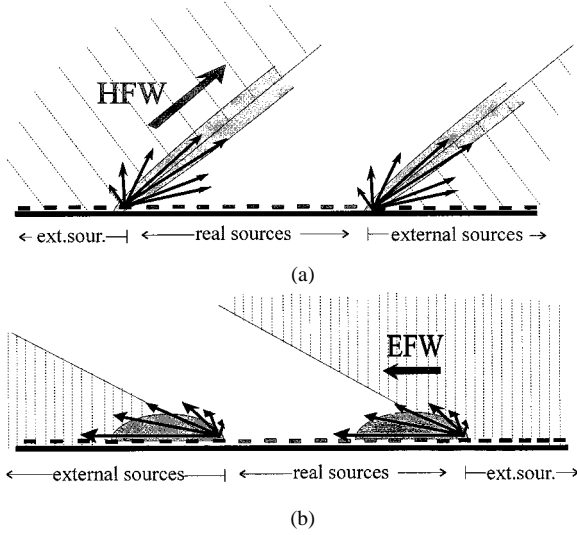 HFW
ext.sour. real sources external sources
(a)
EFW
external sources real sources ext.sour.
(b)